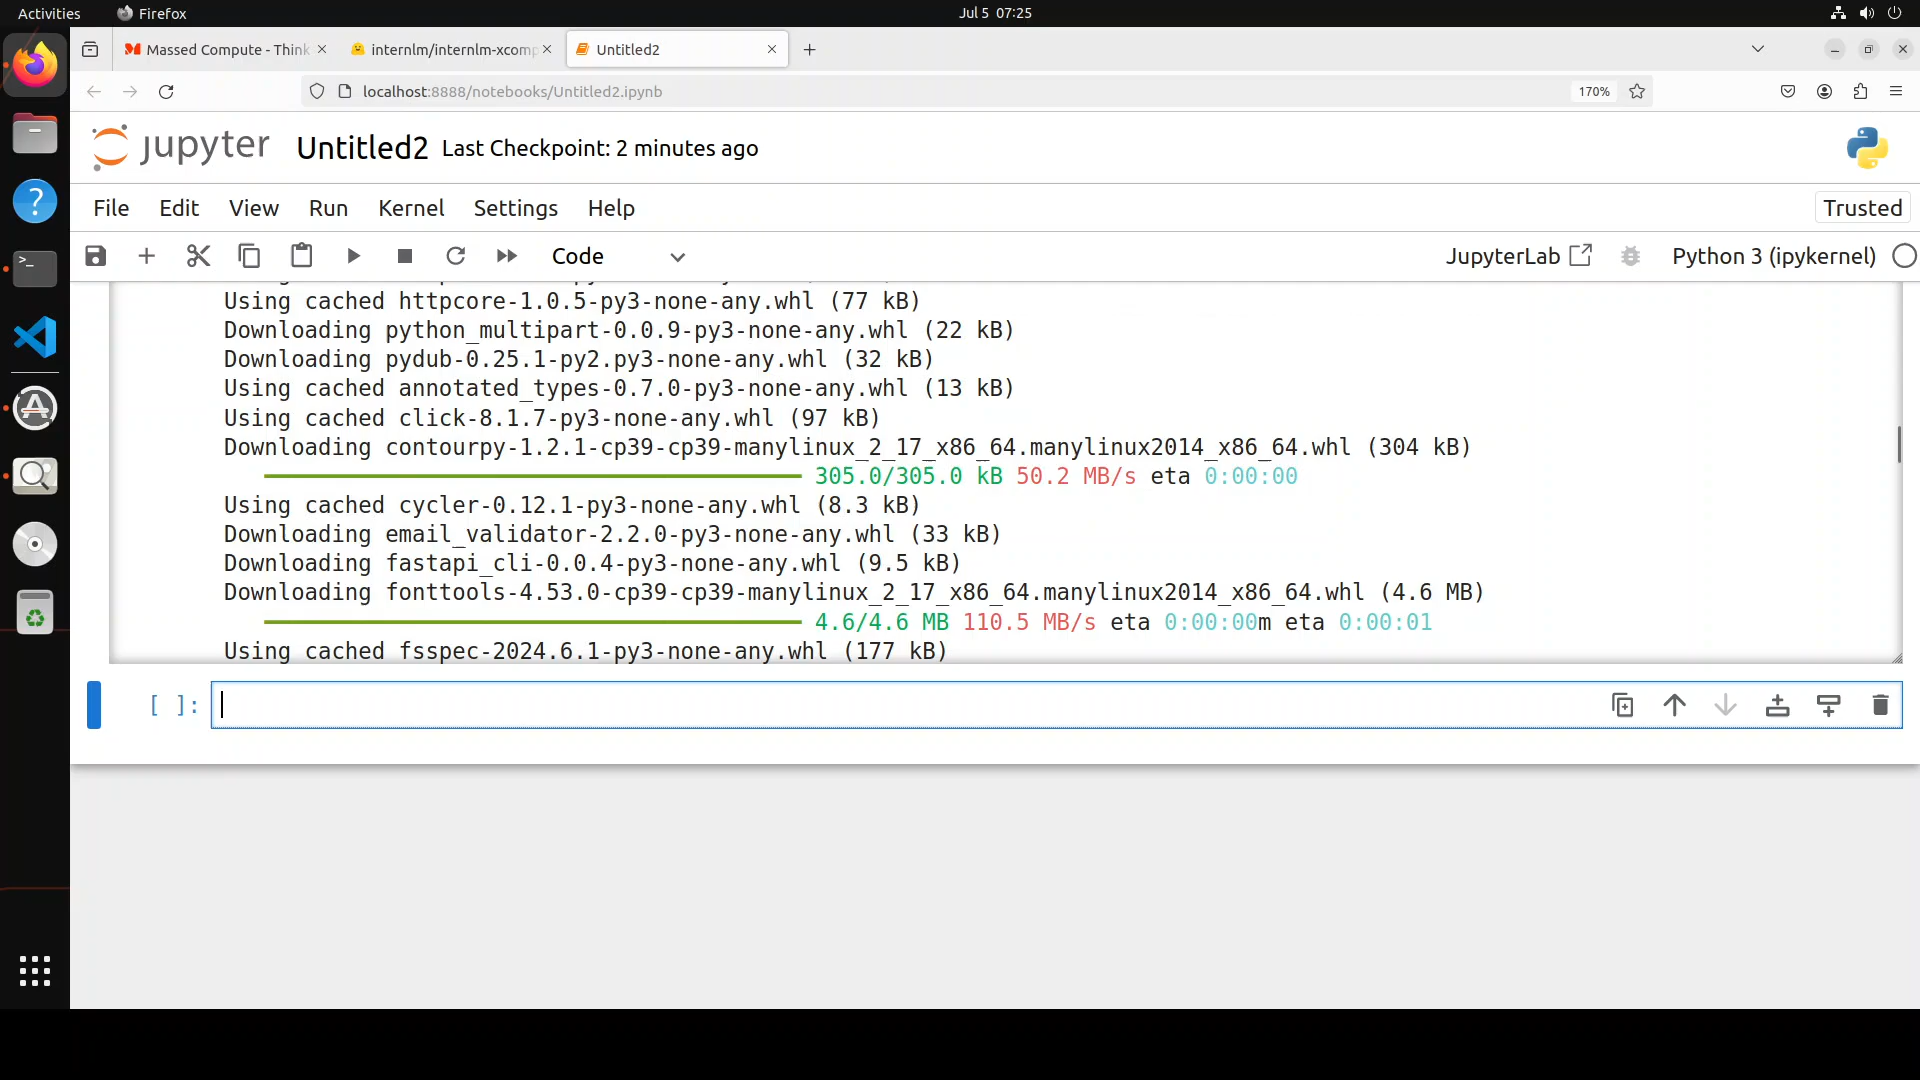 Activities
Firefox
Jul 5 07:25
Massed Compute - Think
internlm/internlm-xcomp
Untitled2
localhost:8888/notebooks/Untitled2.ipynb
170%
jupyter
Untitled2
Last Checkpoint: 2 minutes ago
File
Edit
View
Run
Kernel
Settings
Help
Trusted
Code
JupyterLab
Python 3 (ipykernel)
Using cached httpcore-1.0.5-py3-none-any.whl (77 kB)
Downloading python_multipart-0.0.9-py3-none-any.whl (22 kB)
Downloading pydub-0.25.1-py2.py3-none-any.whl (32 kB)
Using cached annotated_types-0.7.0-py3-none-any.whl (13 kB)
Using cached click-8.1.7-py3-none-any.whl (97 kB)
Downloading contourpy-1.2.1-cp39-cp39-manylinux_2_17_x86_64.manylinux2014_x86_64.whl (304 kB)
305.0/305.0 kB 50.2 MB/s eta 0:00:00
Using cached cycler-0.12.1-py3-none-any.whl (8.3 kB)
Downloading email_validator-2.2.0-py3-none-any.whl (33 kB)
Downloading fastapi_cli-0.0.4-py3-none-any.whl (9.5 kB)
Downloading fonttools-4.53.0-cp39-cp39-manylinux_2_17_x86_64.manylinux2014_x86_64.whl (4.6 MB)
4.6/4.6 MB 110.5 MB/s eta 0:00:00m eta 0:00:01
Using cached fsspec-2024.6.1-py3-none-any.whl (177 kB)
[ ]: